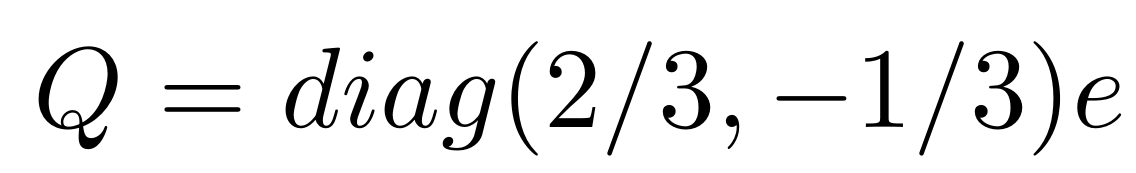 Q = diag(2/3, −1/3) e